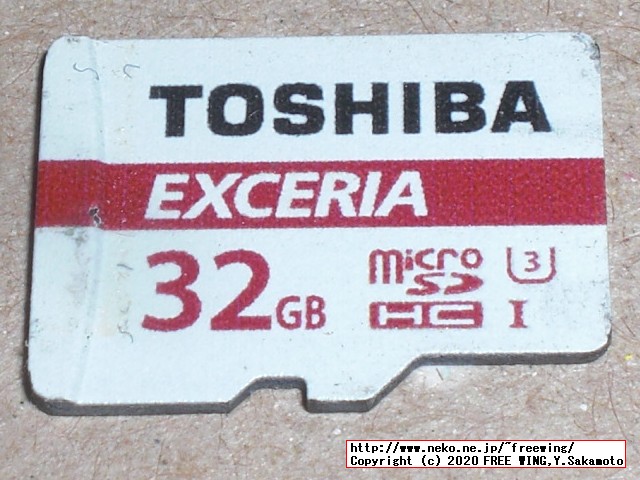 TOSHIBA
EXCERIA
32GB
micro SD HC I 3
http://www.neko.ne.jp/~freewing/
Copyright (c) 2020 FREE WING,Y.Sakamoto